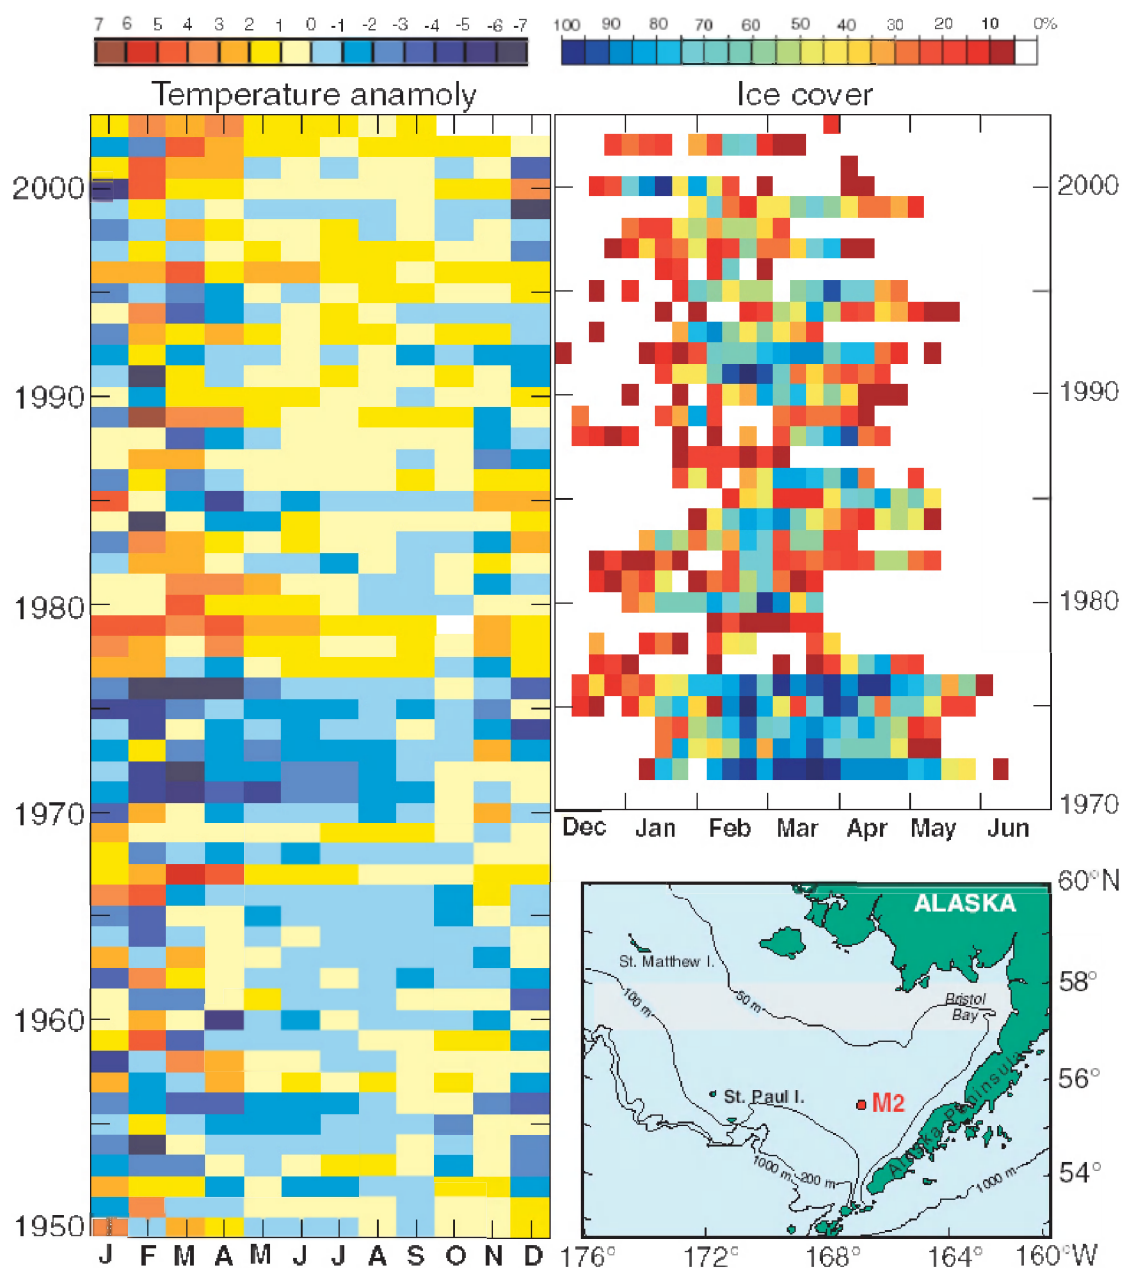 7 6 5 4 3 2 1 0 -1 -2 -3 -4 -5 -6 -7
100 90 80 70 60 50 40 30 20 10 0%
Temperature anamoly
Ice cover
2000
1990
1980
1970
1960
1950
J F M A M J J A S O N D
2000
1990
1980
1970
Dec Jan Feb Mar Apr May Jun
60°N
ALASKA
St. Matthew I.
58°
100 m
50 m
Bristol
Bay
56°
St. Paul I.
M2
Alaska Peninsula
54°
1000 m
200 m
1000 m
176° 172° 168° 164° 160°W